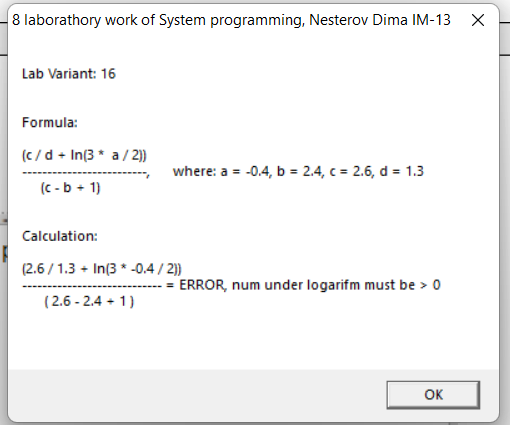 8 laborathory work of System programming, Nesterov Dima IM-13
Lab Variant: 16
Formula:
(c / d + ln(3 * a / 2))
-------------------------, where: a = -0.4, b = 2.4, c = 2.6, d = 1.3
(c - b + 1)
Calculation:
(2.6 / 1.3 + ln(3 * -0.4 / 2))
---------------------------- = ERROR, num under logarifm must be > 0
( 2.6 - 2.4 + 1 )
OK